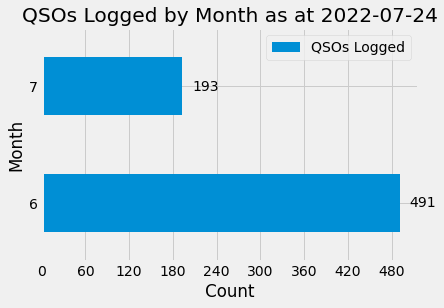 QSOs Logged by Month as at 2022-07-24
QSOs Logged
7
193
Month
6
491
0 60 120 180 240 300 360 420 480
Count